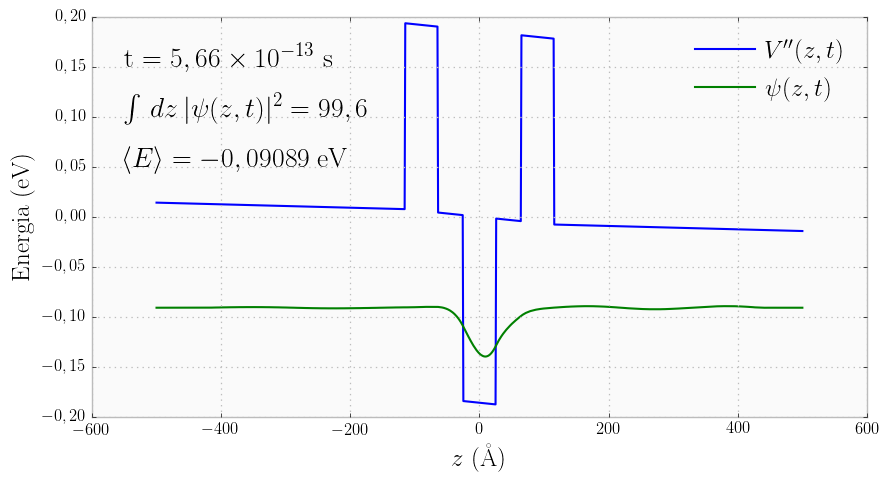 0,20
0,15
0,10
0,05
0,00
−0,05
−0,10
−0,15
−0,20
Energia (eV)
t = 5,66 × 10⁻¹³ s
∫ dz |ψ(z,t)|² = 99,6
⟨E⟩ = −0,09089 eV
V′′(z,t)
ψ(z,t)
−600
−400
−200
0
200
400
600
z (Å)